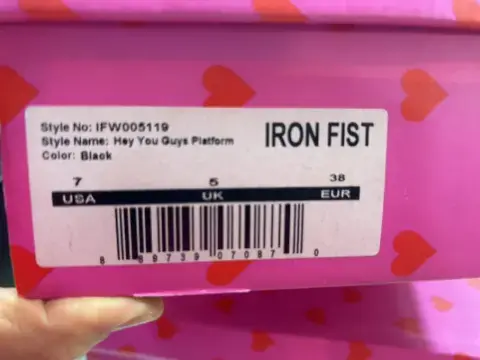 Style No: IFW005119
Style Name: Hey You Guys Platform
Color: Black
IRON FIST
7 5 38
USA UK EUR
8 88739 07087 0